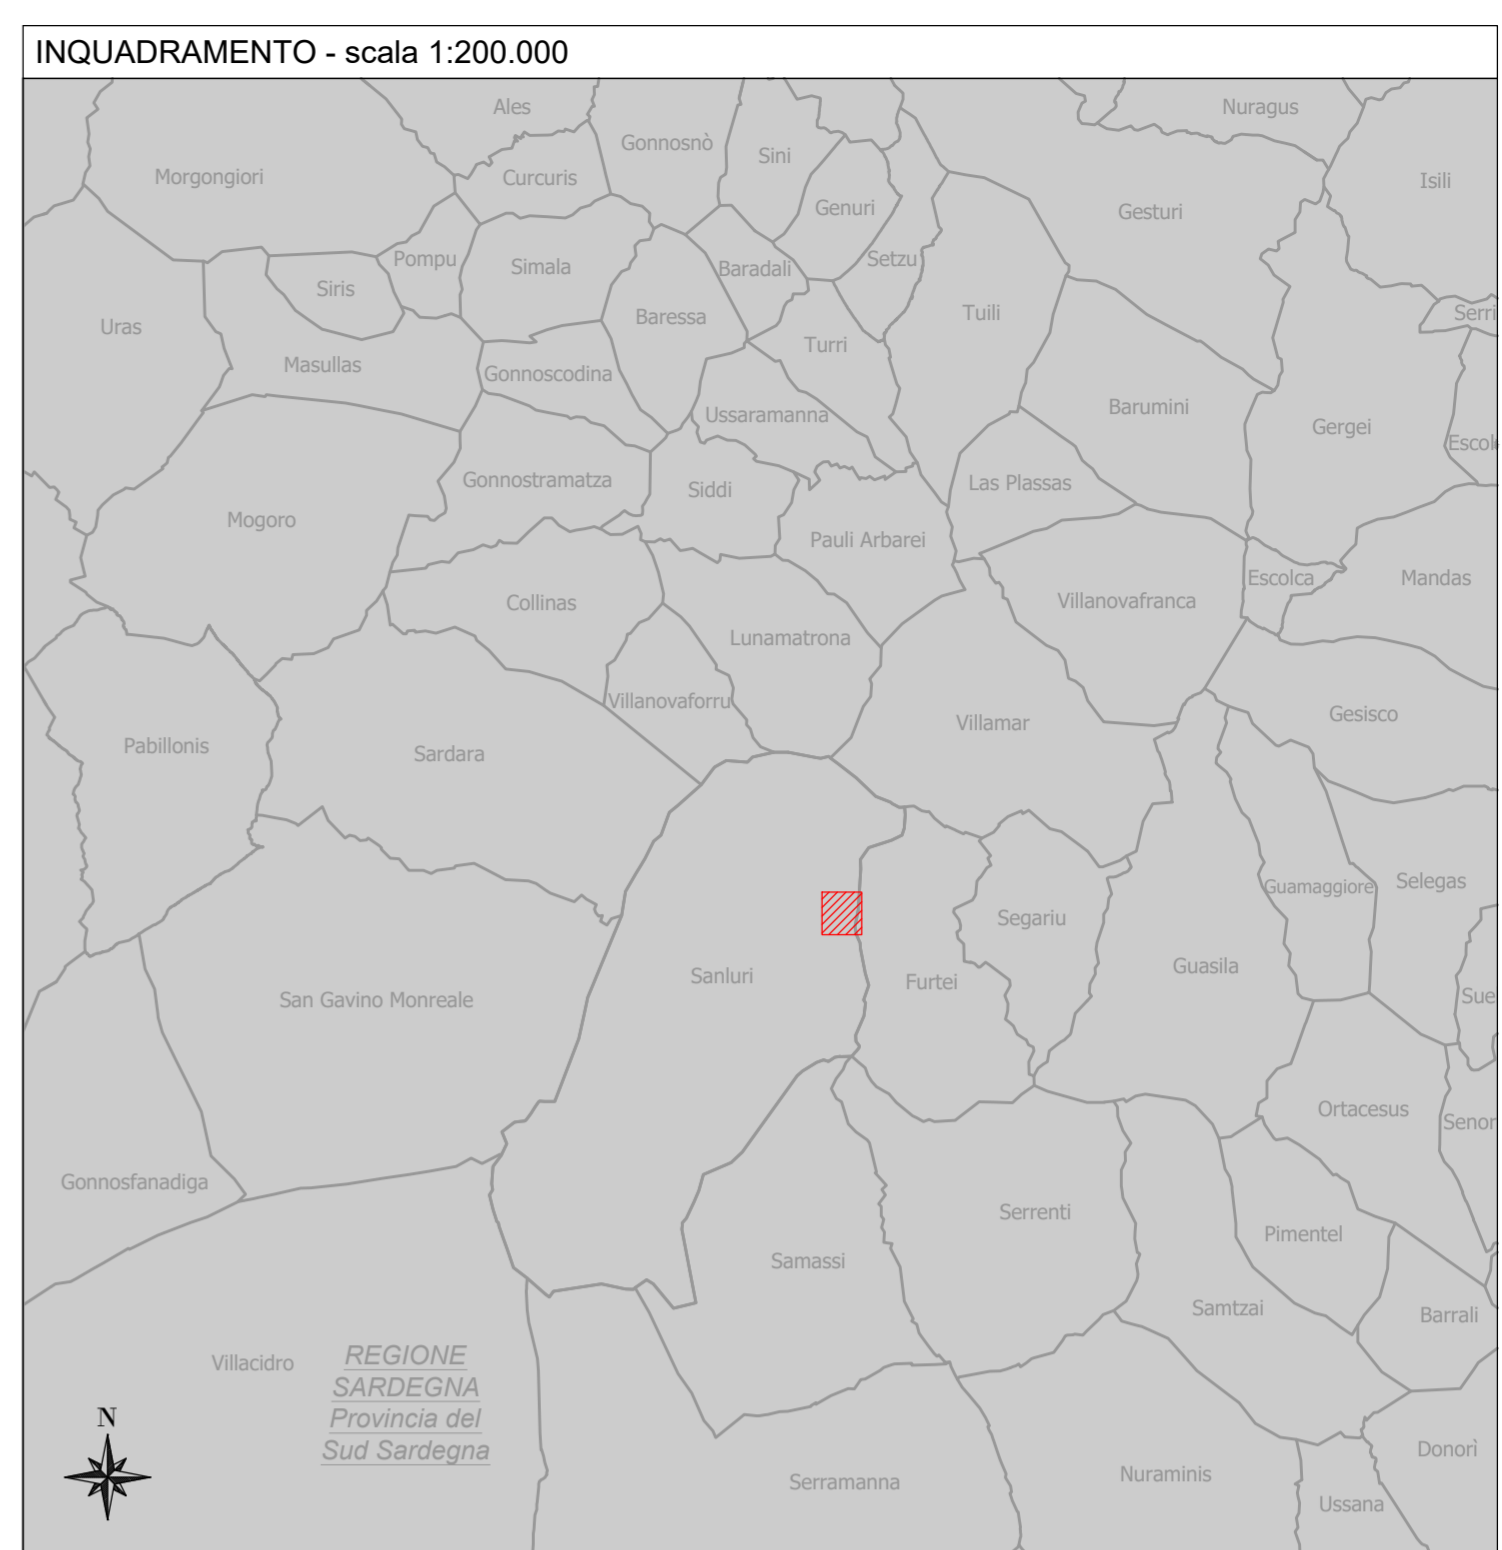 INQUADRAMENTO - scala 1:200.000
Ales
Nuragus
Gonnosnò
Sini
Morgongiori
Curcuris
Isili
Genuri
Gesturi
Pompu
Simala
Baradali
Setzu
Siris
Uras
Baressa
Tuili
Serri
Turri
Masullas
Gonnoscodina
Ussaramanna
Barumini
Gergei
Escol
Gonnostramatza
Siddi
Las Plassas
Mogoro
Pauli Arbarei
Escolca
Mandas
Collinas
Villanovafranca
Lunamatrona
Villanovaforru
Gesisco
Villamar
Pabillonis
Sardara
Guamaggiore
Selegas
Segariu
Guasila
Sanluri
Furtei
San Gavino Monreale
Sue
Ortacesus
Senor
Gonnosfanadiga
Serrenti
Pimentel
Samassi
Samtzai
Barrali
Villacidro
REGIONE
SARDEGNA
Provincia del
Sud Sardegna
N
Donorì
Nuraminis
Serramanna
Ussana